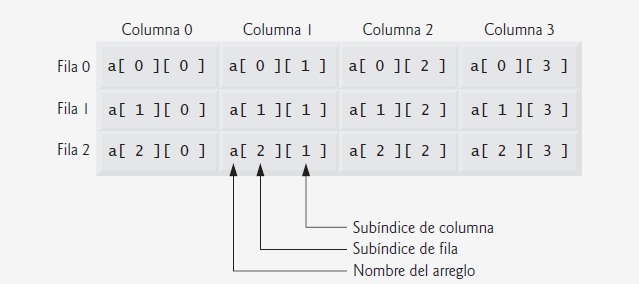 Columna 0 Columna 1 Columna 2 Columna 3
Fila 0 a[ 0 ][ 0 ] a[ 0 ][ 1 ] a[ 0 ][ 2 ] a[ 0 ][ 3 ]
Fila 1 a[ 1 ][ 0 ] a[ 1 ][ 1 ] a[ 1 ][ 2 ] a[ 1 ][ 3 ]
Fila 2 a[ 2 ][ 0 ] a[ 2 ][ 1 ] a[ 2 ][ 2 ] a[ 2 ][ 3 ]
Subíndice de columna
Subíndice de fila
Nombre del arreglo